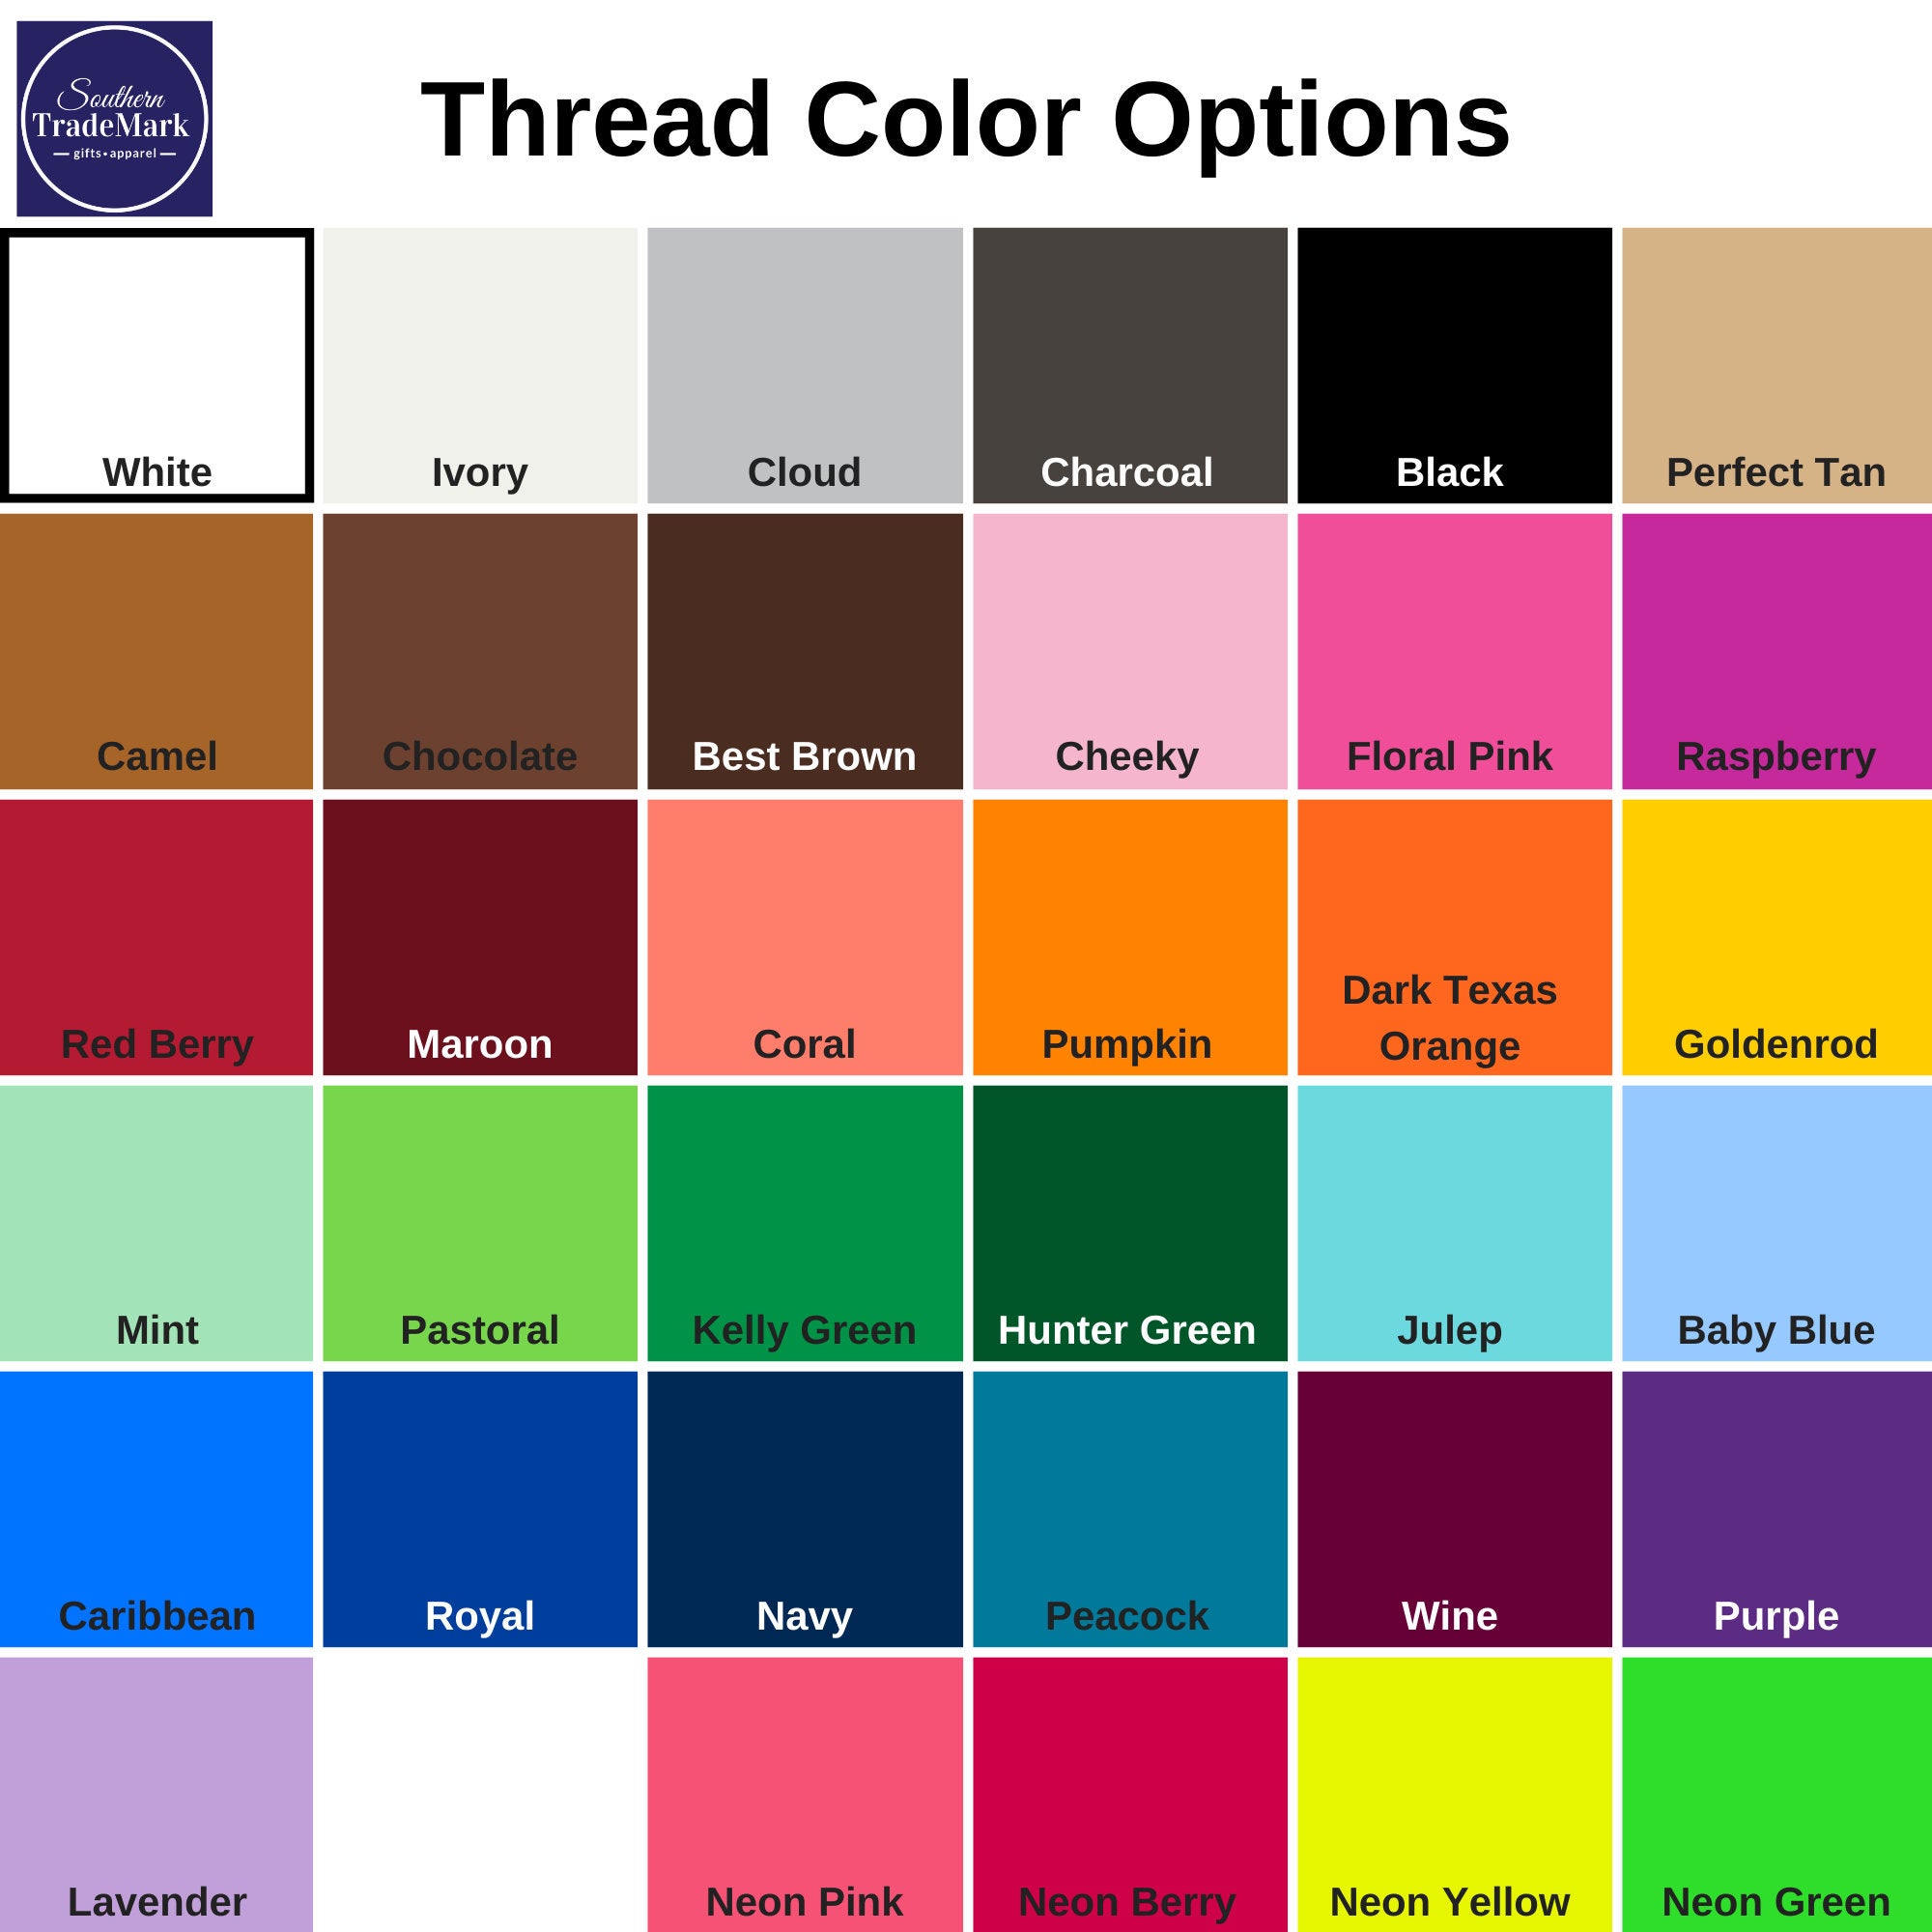 Southern
TradeMark
gifts•apparel
Thread Color Options
White
Ivory
Cloud
Charcoal
Black
Perfect Tan
Camel
Chocolate
Best Brown
Cheeky
Floral Pink
Raspberry
Red Berry
Maroon
Coral
Pumpkin
Dark Texas
Orange
Goldenrod
Mint
Pastoral
Kelly Green
Hunter Green
Julep
Baby Blue
Caribbean
Royal
Navy
Peacock
Wine
Purple
Lavender
Neon Pink
Neon Berry
Neon Yellow
Neon Green